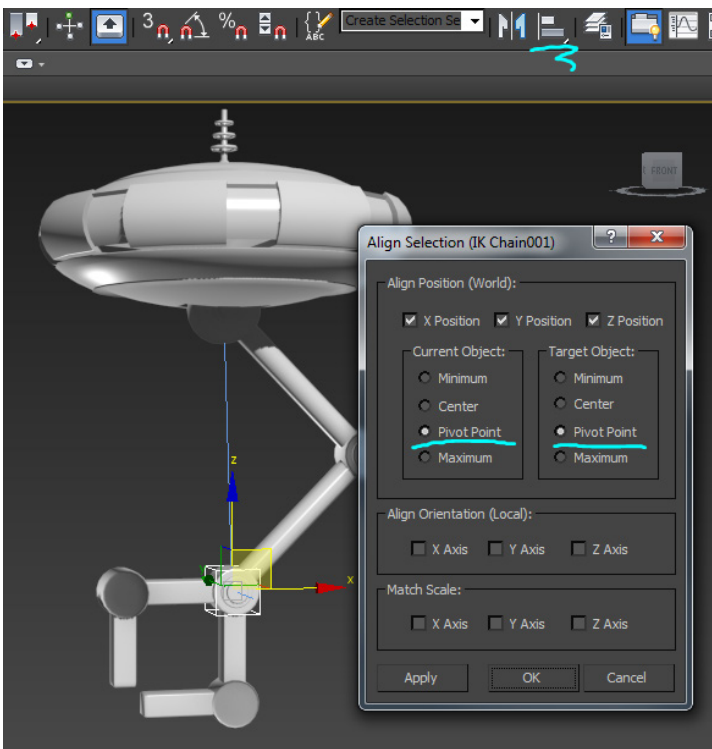 3 % ABC Create Selection Se
FRONT
Align Selection (IK Chain001) ? X
Align Position (World):
X Position Y Position Z Position
Current Object: Target Object:
Minimum Minimum
Center Center
Pivot Point Pivot Point
Maximum Maximum
Align Orientation (Local):
X Axis Y Axis Z Axis
Match Scale:
X Axis Y Axis Z Axis
Apply OK Cancel
z
x